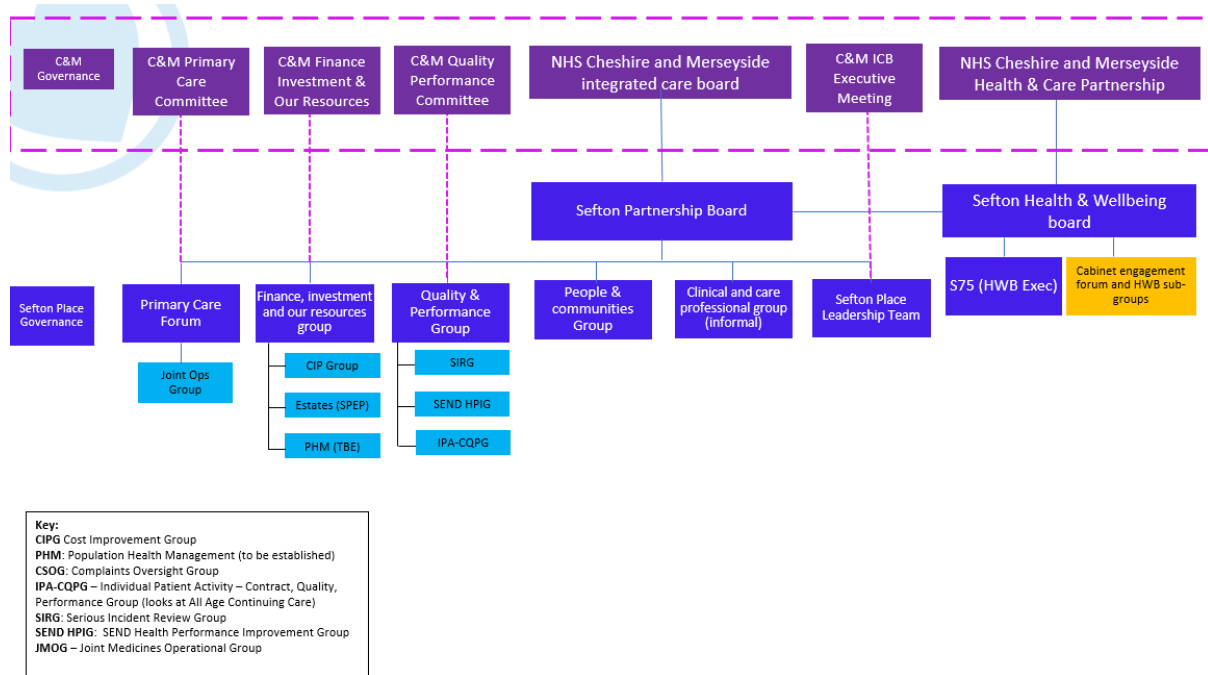 C&M
Governance
C&M Primary
Care
Committee
C&M Finance
Investment &
Our Resources
C&M Quality
Performance
Committee
NHS Cheshire and Merseyside
integrated care board
C&M ICB
Executive
Meeting
NHS Cheshire and Merseyside
Health & Care Partnership
Sefton Partnership Board
Sefton Health & Wellbeing
board
Sefton Place
Governance
Primary Care
Forum
Finance, investment
and our resources
group
Quality &
Performance
Group
People &
communities
Group
Clinical and care
professional group
(informal)
Sefton Place
Leadership Team
S75 (HWB Exec)
Cabinet engagement
forum and HWB sub-
groups
Joint Ops
Group
CIP Group
Estates (SPEP)
PHM (TBE)
SIRG
SEND HPIG
IPA-CQPG
Key:
CIPG Cost Improvement Group
PHM: Population Health Management (to be established)
CSOG: Complaints Oversight Group
IPA-CQPG – Individual Patient Activity – Contract, Quality,
Performance Group (looks at All Age Continuing Care)
SIRG: Serious Incident Review Group
SEND HPIG: SEND Health Performance Improvement Group
JMOG – Joint Medicines Operational Group